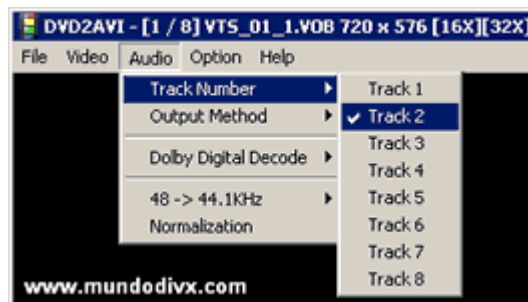 DVD2AVI - [1 / 8] VTS_01_1.VOB 720 x 576 [16X][32X]
File Video Audio Option Help
Track Number
Output Method
Dolby Digital Decode
48 -> 44.1KHz
Normalization
Track 1
Track 2
Track 3
Track 4
Track 5
Track 6
Track 7
Track 8
www.mundodivx.com